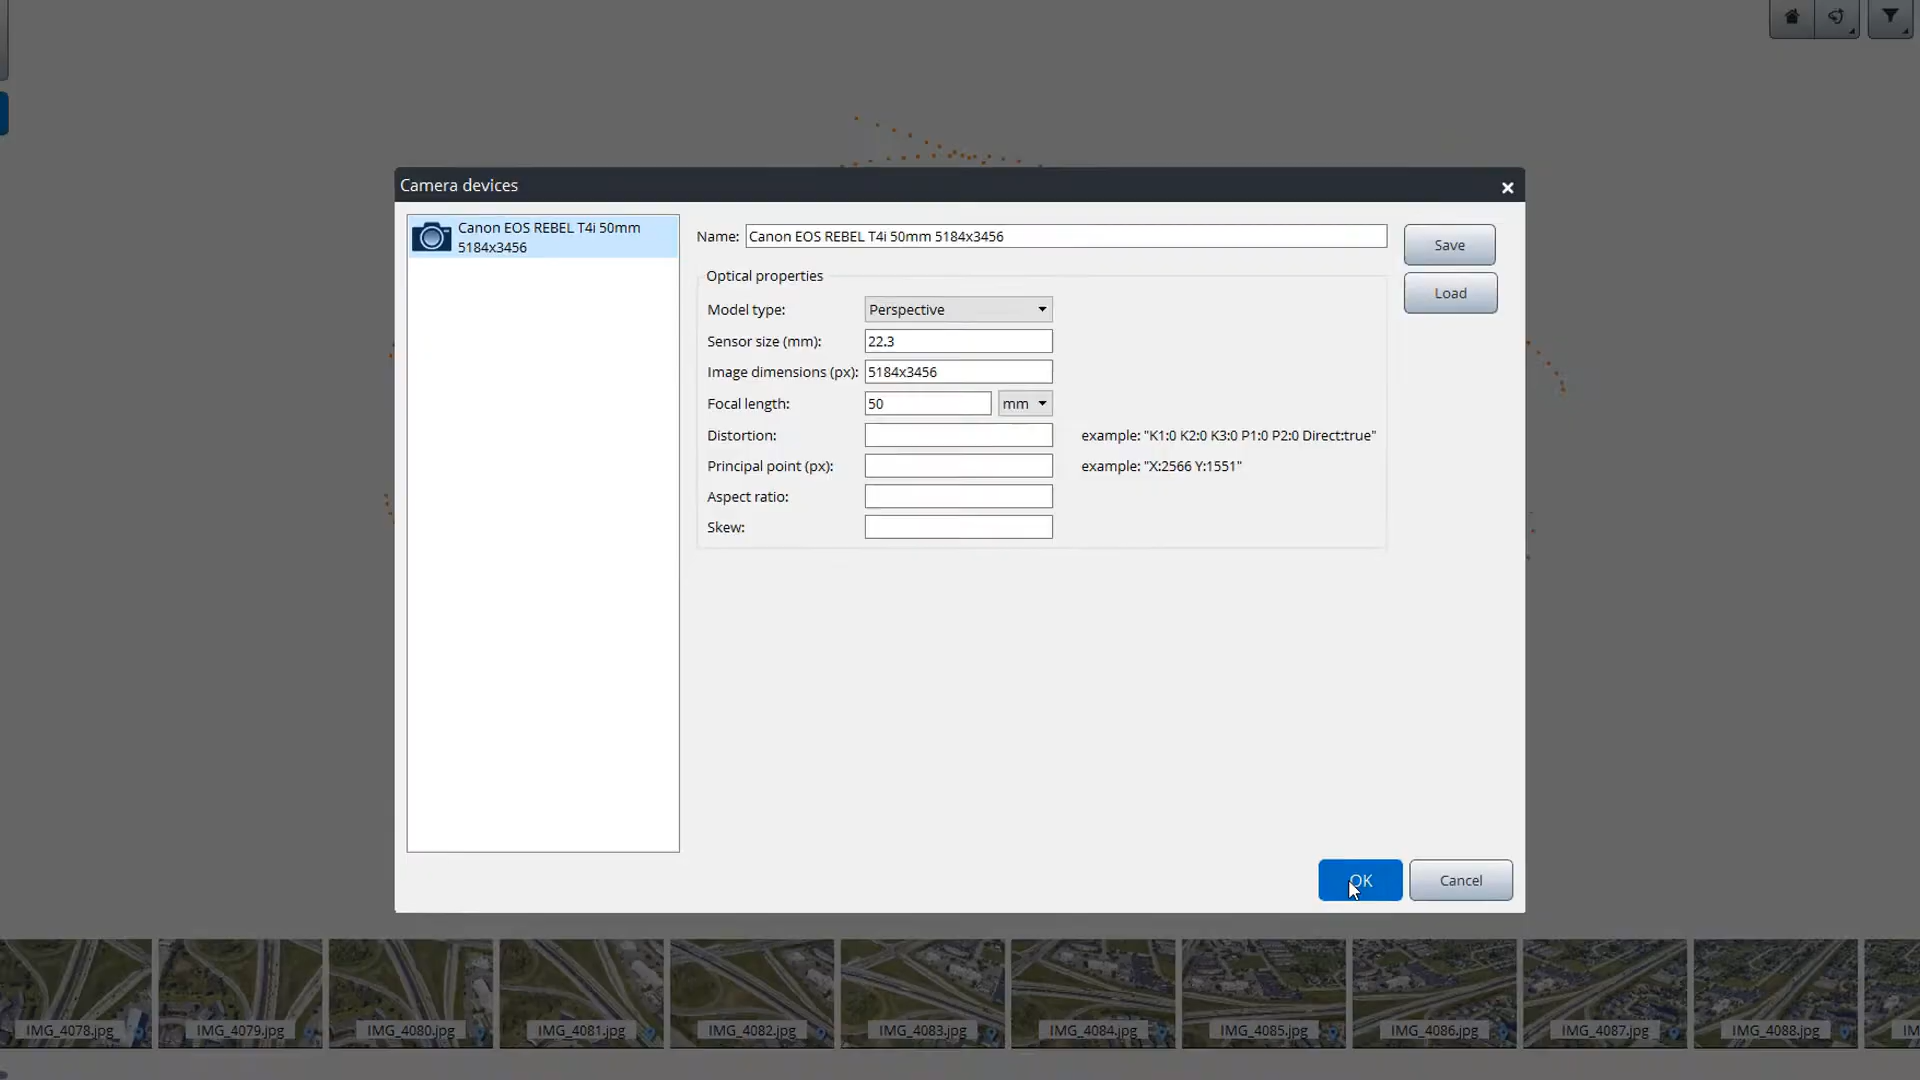 Camera devices
Canon EOS REBEL T4i 50mm
5184x3456
Name: Canon EOS REBEL T4i 50mm 5184x3456
Save
Optical properties
Load
Model type: Perspective
Sensor size (mm): 22.3
Image dimensions (px): 5184x3456
Focal length: 50 mm
Distortion: example: "K1:0 K2:0 K3:0 P1:0 P2:0 Direct:true"
Principal point (px): example: "X:2566 Y:1551"
Aspect ratio:
Skew:
OK Cancel
IMG_4078.jpg IMG_4079.jpg IMG_4080.jpg IMG_4081.jpg IMG_4082.jpg IMG_4083.jpg IMG_4084.jpg IMG_4085.jpg IMG_4086.jpg IMG_4087.jpg IMG_4088.jpg IM